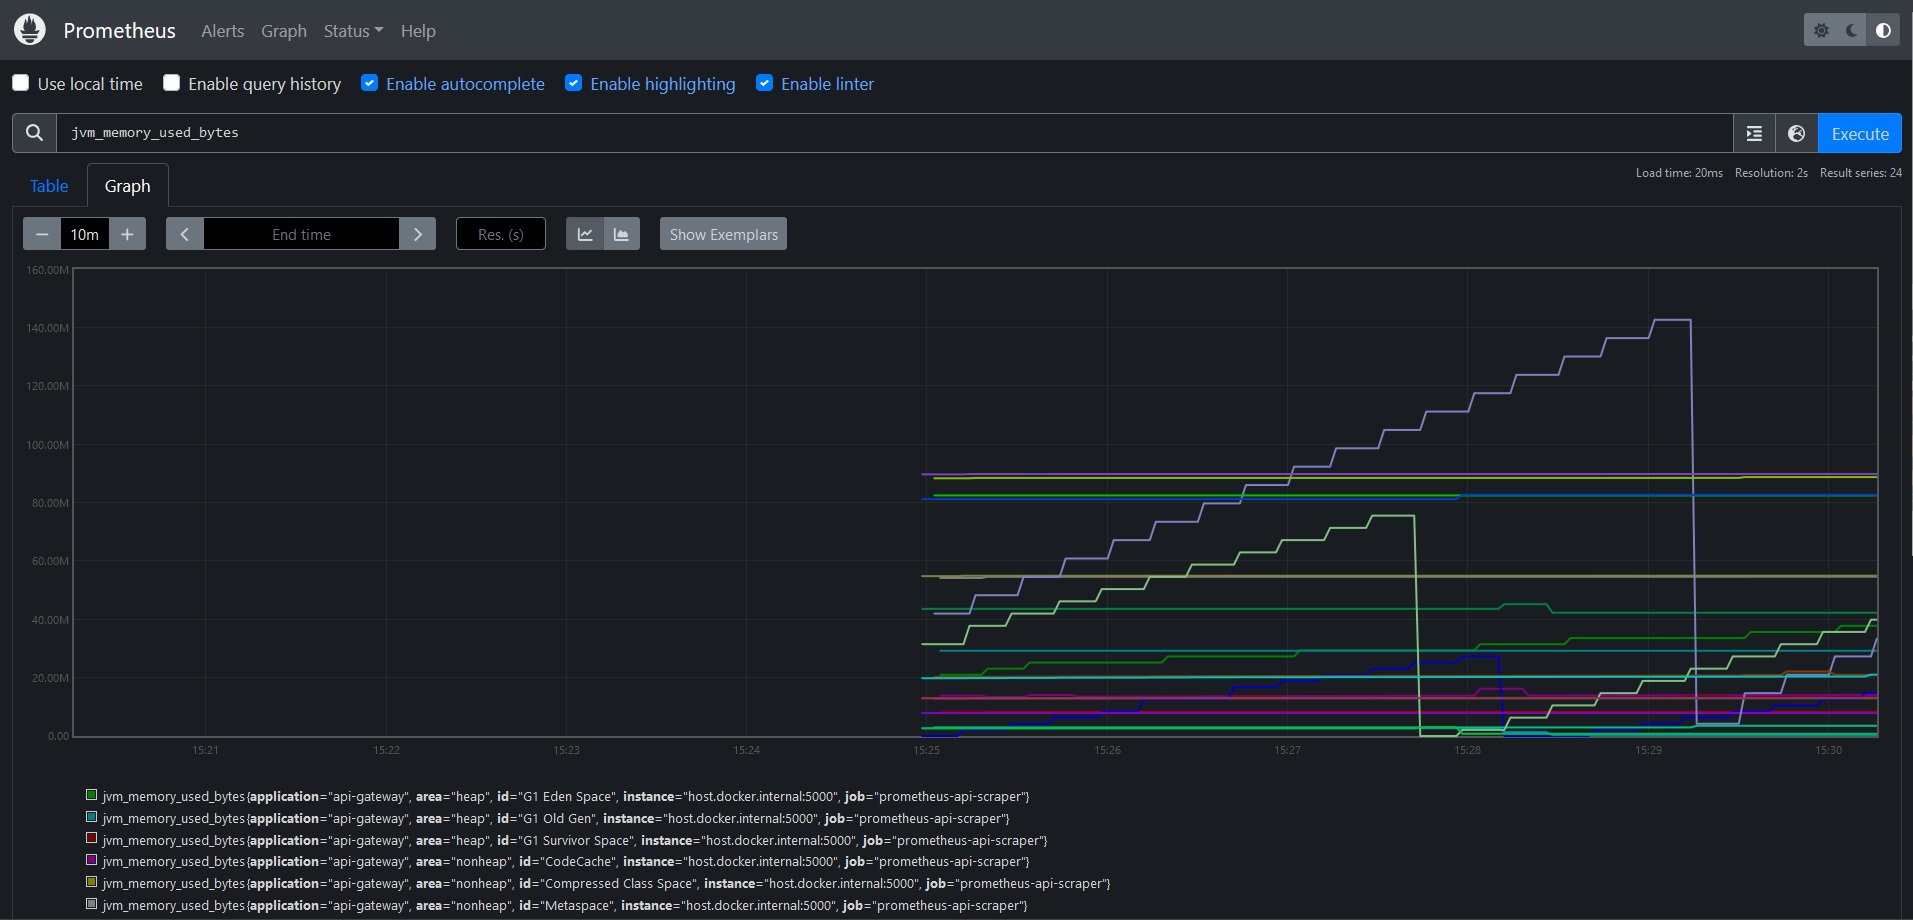 Prometheus Alerts Graph Status Help
Use local time Enable query history Enable autocomplete Enable highlighting Enable linter
jvm_memory_used_bytes Execute
Load time: 20ms Resolution: 2s Result series: 24
Table Graph
− 10m + End time Res. (s) Show Exemplars
160.00M
140.00M
120.00M
100.00M
80.00M
60.00M
40.00M
20.00M
0.00
15:21 15:22 15:23 15:24 15:25 15:26 15:27 15:28 15:29 15:30
jvm_memory_used_bytes{application="api-gateway", area="heap", id="G1 Eden Space", instance="host.docker.internal:5000", job="prometheus-api-scraper"}
jvm_memory_used_bytes{application="api-gateway", area="heap", id="G1 Old Gen", instance="host.docker.internal:5000", job="prometheus-api-scraper"}
jvm_memory_used_bytes{application="api-gateway", area="heap", id="G1 Survivor Space", instance="host.docker.internal:5000", job="prometheus-api-scraper"}
jvm_memory_used_bytes{application="api-gateway", area="nonheap", id="CodeCache", instance="host.docker.internal:5000", job="prometheus-api-scraper"}
jvm_memory_used_bytes{application="api-gateway", area="nonheap", id="Compressed Class Space", instance="host.docker.internal:5000", job="prometheus-api-scraper"}
jvm_memory_used_bytes{application="api-gateway", area="nonheap", id="Metaspace", instance="host.docker.internal:5000", job="prometheus-api-scraper"}